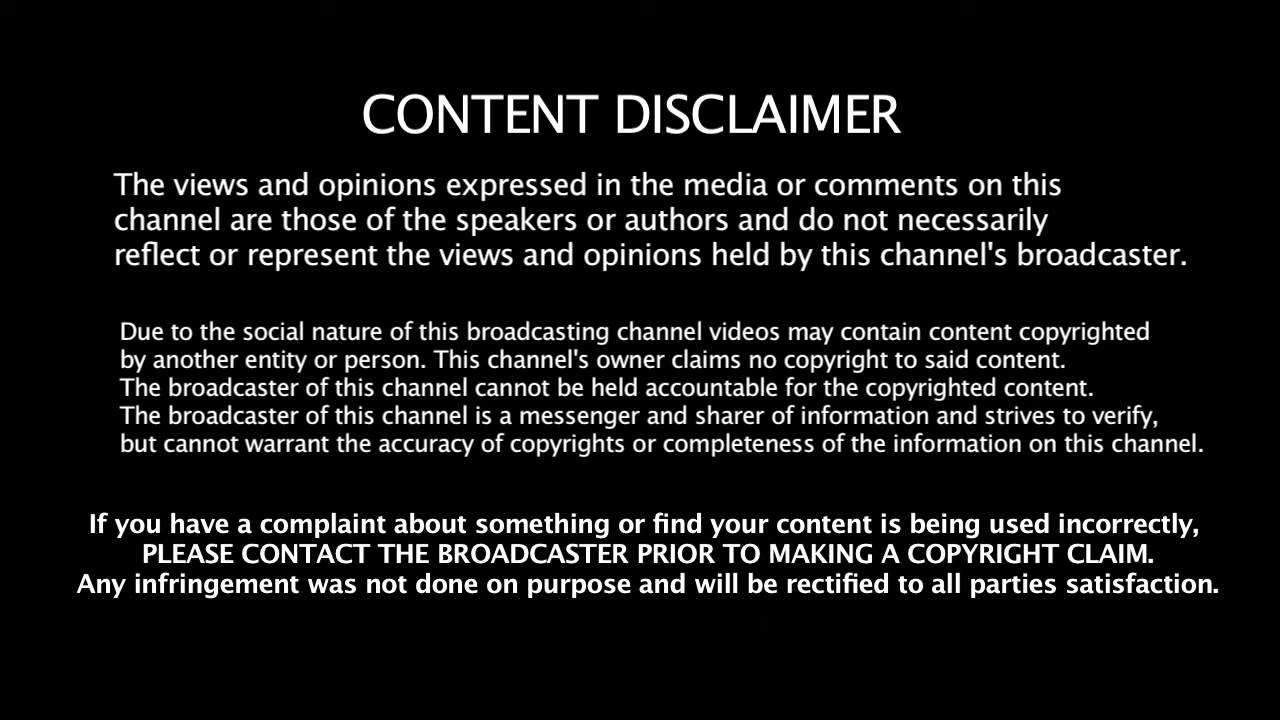 CONTENT DISCLAIMER
The views and opinions expressed in the media or comments on this
channel are those of the speakers or authors and do not necessarily
reflect or represent the views and opinions held by this channel's broadcaster.
Due to the social nature of this broadcasting channel videos may contain content copyrighted
by another entity or person. This channel's owner claims no copyright to said content.
The broadcaster of this channel cannot be held accountable for the copyrighted content.
The broadcaster of this channel is a messenger and sharer of information and strives to verify,
but cannot warrant the accuracy of copyrights or completeness of the information on this channel.
If you have a complaint about something or find your content is being used incorrectly,
PLEASE CONTACT THE BROADCASTER PRIOR TO MAKING A COPYRIGHT CLAIM.
Any infringement was not done on purpose and will be rectified to all parties satisfaction.